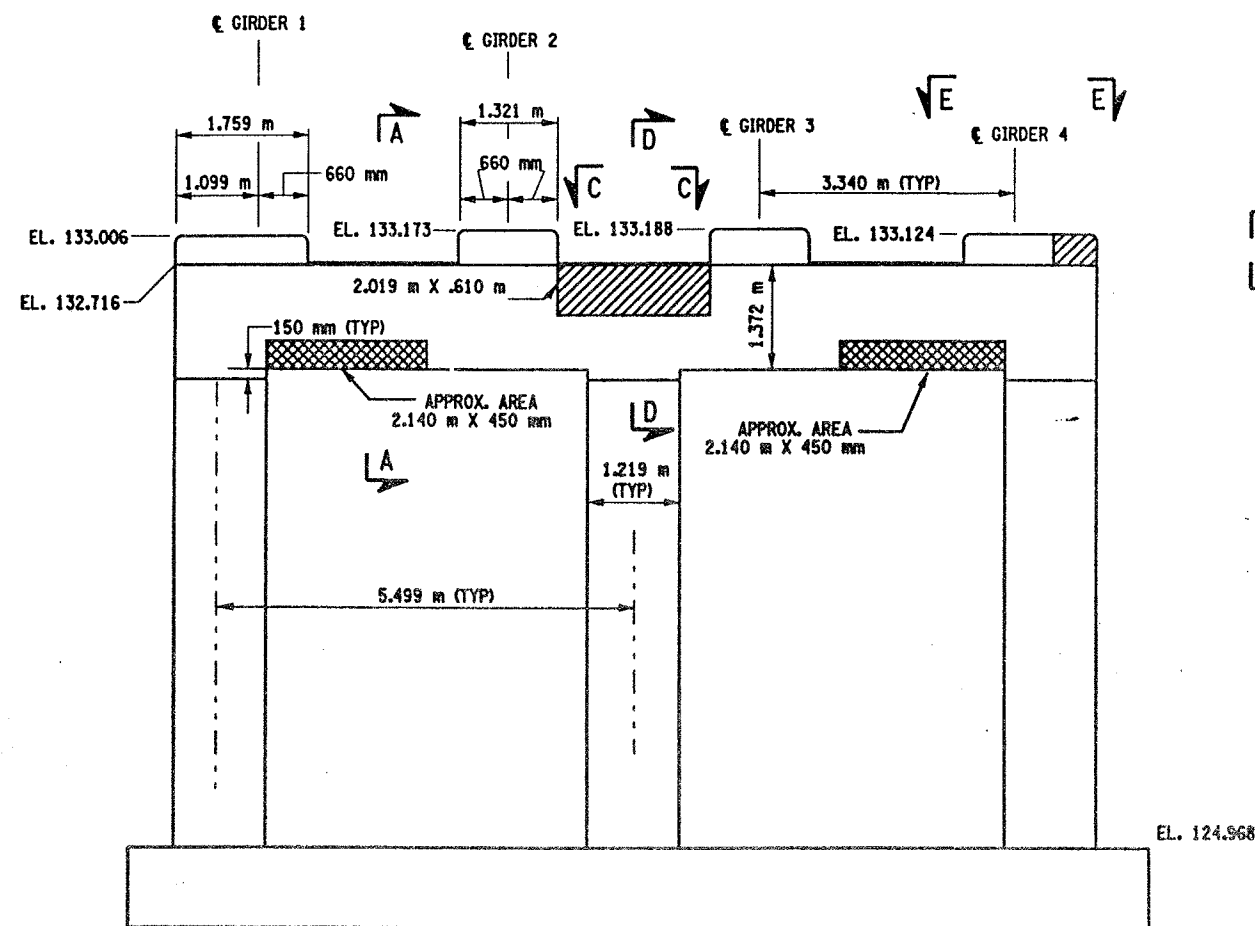 ℄ GIRDER 1
℄ GIRDER 2
1.321 m
E
E
1.759 m
A
D
℄ GIRDER 3
℄ GIRDER 4
1.099 m
660 mm
660 mm
C
C
3.340 m (TYP)
EL. 133.006
EL. 133.173
EL. 133.188
EL. 133.124
2.019 m X .610 m
EL. 132.716
1.372 m
150 mm (TYP)
APPROX. AREA
2.140 m X 450 mm
D
APPROX. AREA
2.140 m X 450 mm
A
1.219 m
(TYP)
5.499 m (TYP)
EL. 124.968